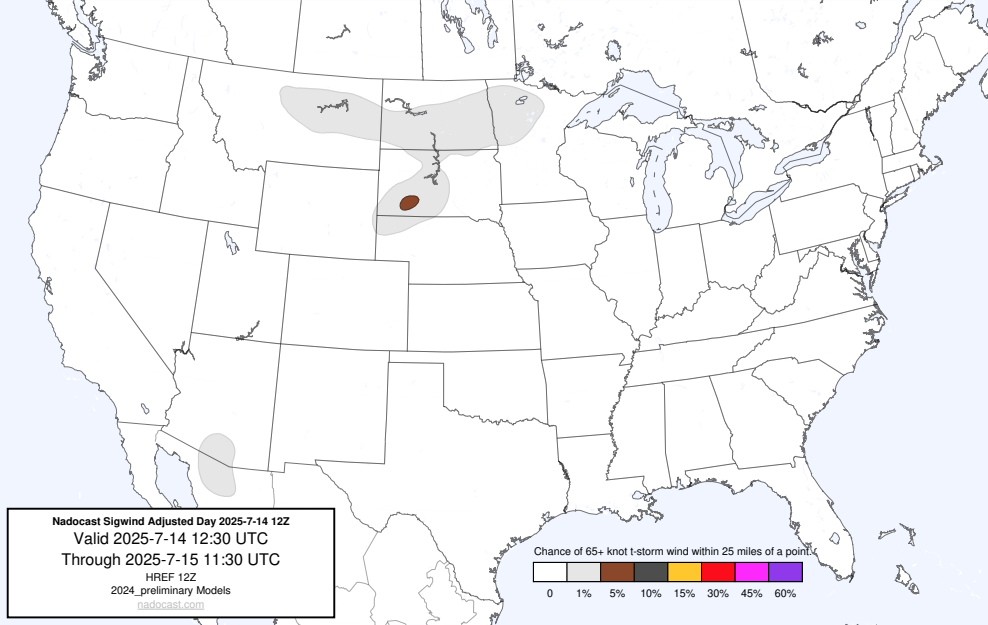 Nadocast Sigwind Adjusted Day 2025-7-14 12Z
Valid 2025-7-14 12:30 UTC
Through 2025-7-15 11:30 UTC
HREF 12Z
2024_preliminary Models
nadocast.com
Chance of 65+ knot t-storm wind within 25 miles of a point.
0 1% 5% 10% 15% 30% 45% 60%